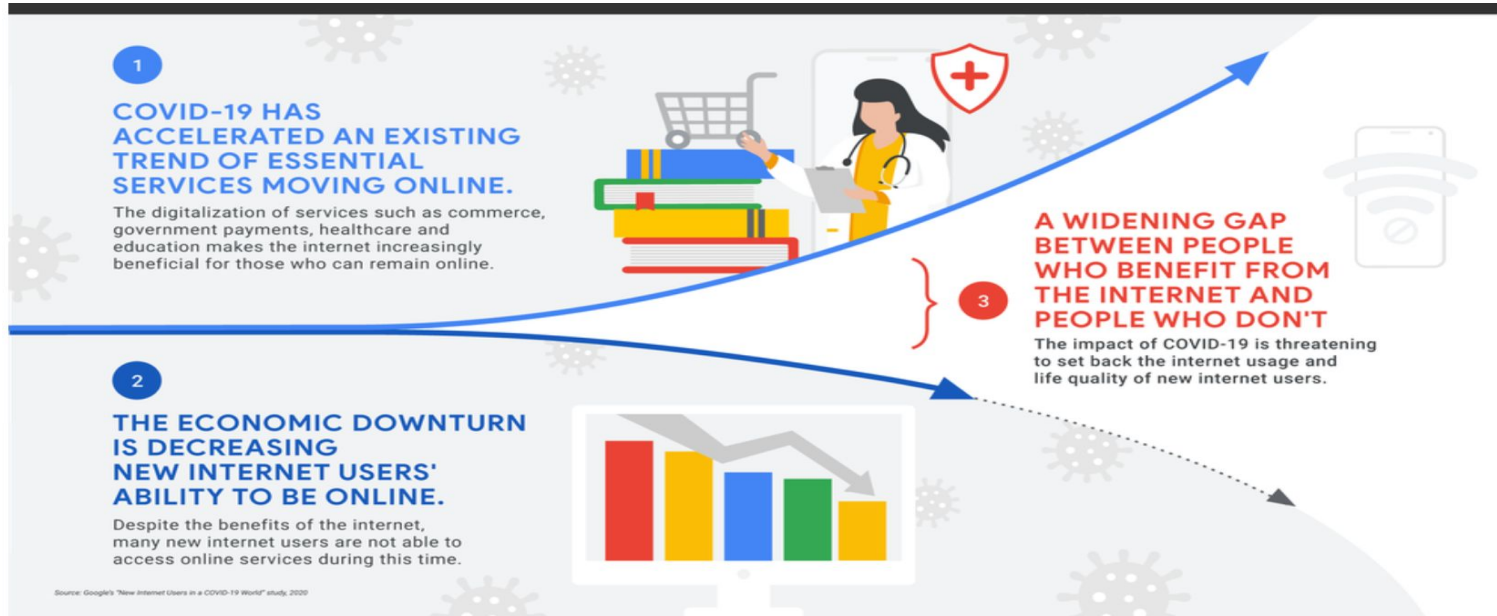 1
COVID-19 HAS
ACCELERATED AN EXISTING
TREND OF ESSENTIAL
SERVICES MOVING ONLINE.
The digitalization of services such as commerce,
government payments, healthcare and
education makes the internet increasingly
beneficial for those who can remain online.
2
THE ECONOMIC DOWNTURN
IS DECREASING
NEW INTERNET USERS'
ABILITY TO BE ONLINE.
Despite the benefits of the internet,
many new internet users are not able to
access online services during this time.
3
A WIDENING GAP
BETWEEN PEOPLE
WHO BENEFIT FROM
THE INTERNET AND
PEOPLE WHO DON'T
The impact of COVID-19 is threatening
to set back the internet usage and
life quality of new internet users.
Source: Google's "New Internet Users in a COVID-19 World" study, 2020